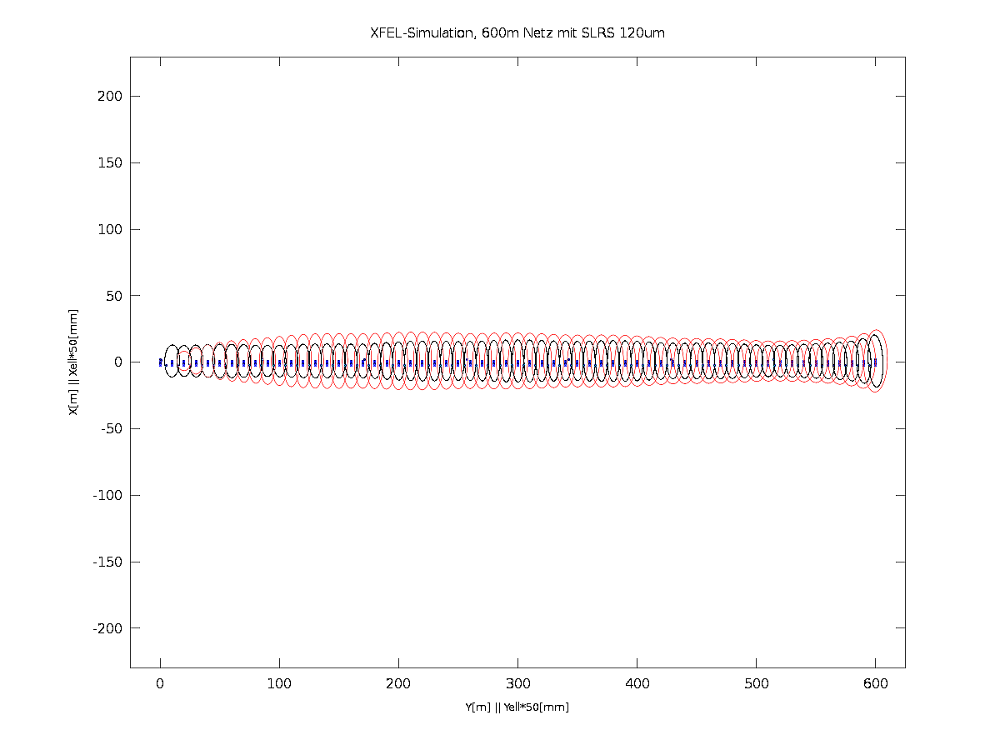 XFEL-Simulation, 600m Netz mit SLRS 120um
200
150
100
50
0
-50
-100
-150
-200
X[m] || Xell*50[mm]
0 100 200 300 400 500 600
Y[m] || Yell*50[mm]